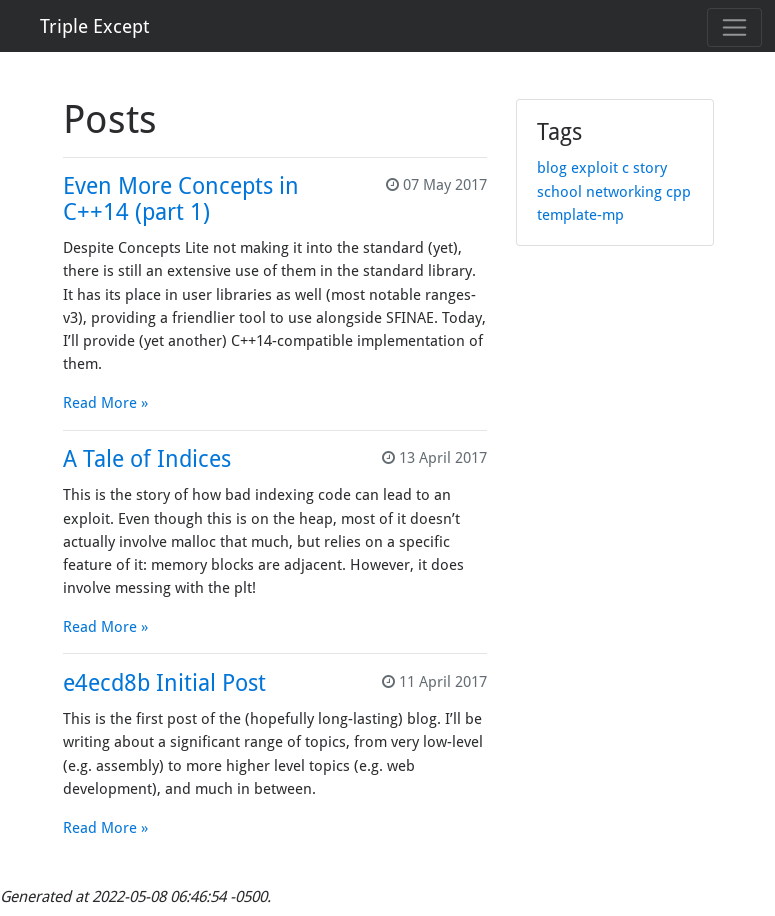 Triple Except
Posts
Even More Concepts in
C++14 (part 1)
07 May 2017
Despite Concepts Lite not making it into the standard (yet),
there is still an extensive use of them in the standard library.
It has its place in user libraries as well (most notable ranges-
v3), providing a friendlier tool to use alongside SFINAE. Today,
I’ll provide (yet another) C++14-compatible implementation of
them.
Read More »
A Tale of Indices
13 April 2017
This is the story of how bad indexing code can lead to an
exploit. Even though this is on the heap, most of it doesn’t
actually involve malloc that much, but relies on a specific
feature of it: memory blocks are adjacent. However, it does
involve messing with the plt!
Read More »
e4ecd8b Initial Post
11 April 2017
This is the first post of the (hopefully long-lasting) blog. I’ll be
writing about a significant range of topics, from very low-level
(e.g. assembly) to more higher level topics (e.g. web
development), and much in between.
Read More »
Tags
blog exploit c story
school networking cpp
template-mp
Generated at 2022-05-08 06:46:54 -0500.